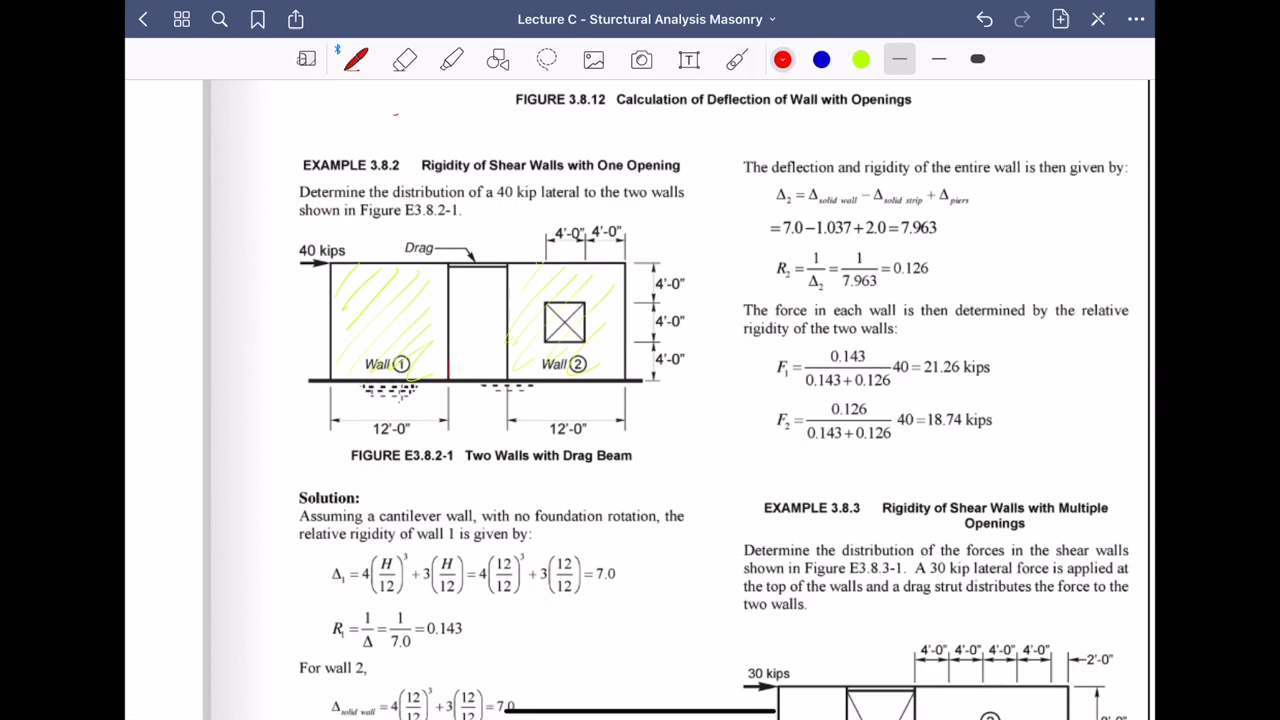 Lecture C - Sturctural Analysis Masonry
FIGURE 3.8.12 Calculation of Deflection of Wall with Openings
EXAMPLE 3.8.2 Rigidity of Shear Walls with One Opening
Determine the distribution of a 40 kip lateral to the two walls
shown in Figure E3.8.2-1.
4'-0" 4'-0"
40 kips
Drag
4'-0"
4'-0"
4'-0"
Wall 1
Wall 2
12'-0"
12'-0"
FIGURE E3.8.2-1 Two Walls with Drag Beam
Solution:
Assuming a cantilever wall, with no foundation rotation, the
relative rigidity of wall 1 is given by:
Δ₁ = 4(H/12)³ + 3(H/12) = 4(12/12)³ + 3(12/12) = 7.0
R₁ = 1/Δ = 1/7.0 = 0.143
For wall 2,
Δ solid wall = 4(12/12)³ + 3(12/12) = 7.0
The deflection and rigidity of the entire wall is then given by:
Δ₂ = Δ solid wall − Δ solid strip + Δ piers
= 7.0−1.037+2.0 = 7.963
R₂ = 1/Δ₂ = 1/7.963 = 0.126
The force in each wall is then determined by the relative
rigidity of the two walls:
F₁ = 0.143/(0.143+0.126) 40 = 21.26 kips
F₂ = 0.126/(0.143+0.126) 40 = 18.74 kips
EXAMPLE 3.8.3 Rigidity of Shear Walls with Multiple
Openings
Determine the distribution of the forces in the shear walls
shown in Figure E3.8.3-1. A 30 kip lateral force is applied at
the top of the walls and a drag strut distributes the force to the
two walls.
4'-0" 4'-0" 4'-0" 4'-0"
2'-0"
30 kips